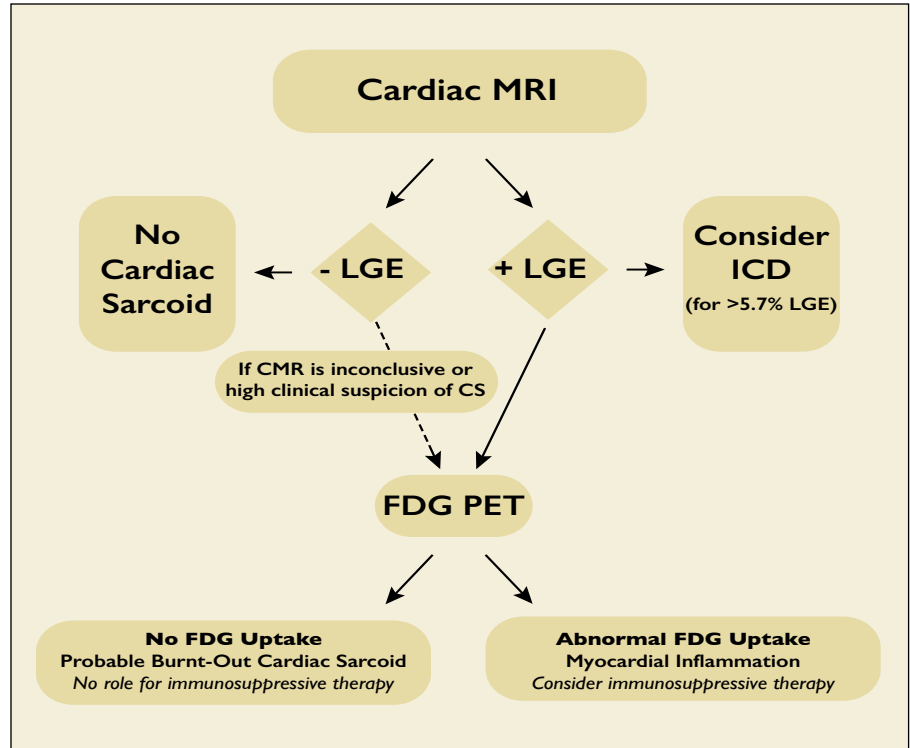 Cardiac MRI
No
Cardiac
Sarcoid
- LGE
+ LGE
Consider
ICD
(for >5.7% LGE)
If CMR is inconclusive or
high clinical suspicion of CS
FDG PET
No FDG Uptake
Probable Burnt-Out Cardiac Sarcoid
No role for immunosuppressive therapy
Abnormal FDG Uptake
Myocardial Inflammation
Consider immunosuppressive therapy